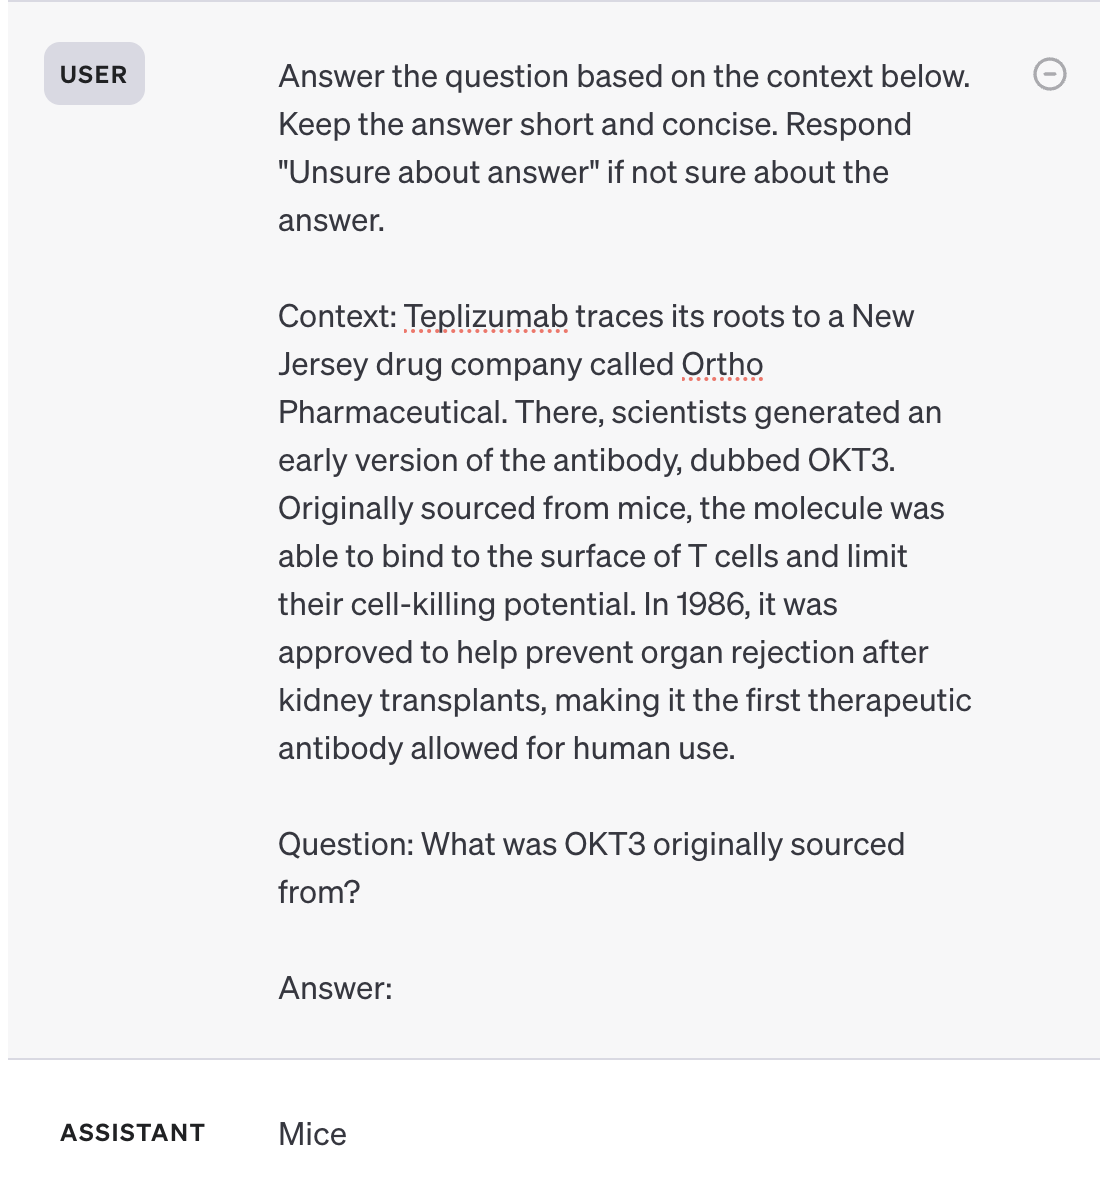 USER
Answer the question based on the context below.
Keep the answer short and concise. Respond
"Unsure about answer" if not sure about the
answer.
Context: Teplizumab traces its roots to a New
Jersey drug company called Ortho
Pharmaceutical. There, scientists generated an
early version of the antibody, dubbed OKT3.
Originally sourced from mice, the molecule was
able to bind to the surface of T cells and limit
their cell-killing potential. In 1986, it was
approved to help prevent organ rejection after
kidney transplants, making it the first therapeutic
antibody allowed for human use.
Question: What was OKT3 originally sourced
from?
Answer:
ASSISTANT
Mice